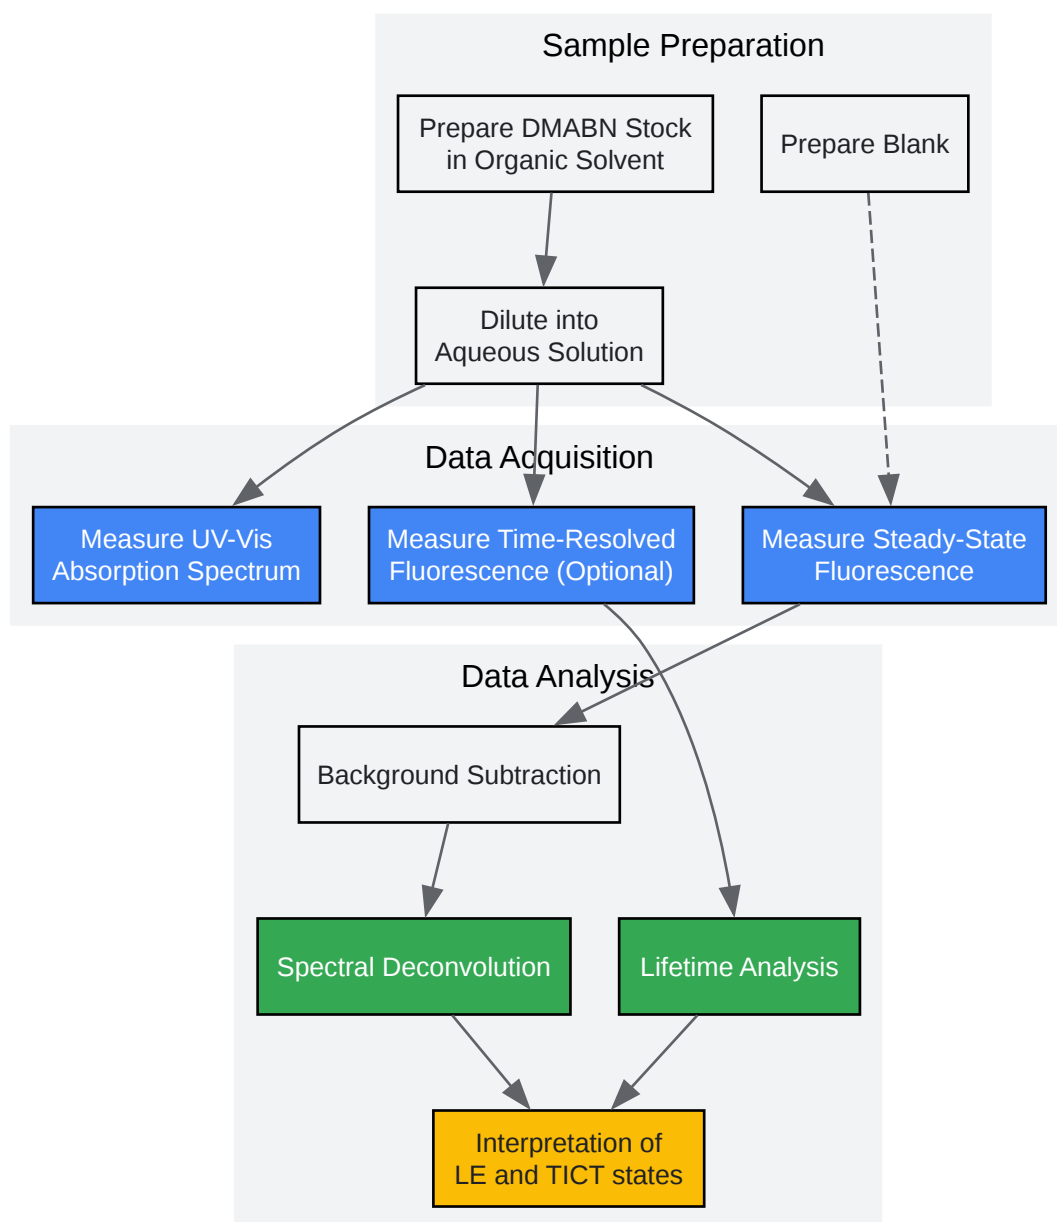 Sample Preparation
Prepare DMABN Stock
in Organic Solvent
Prepare Blank
Dilute into
Aqueous Solution
Data Acquisition
Measure UV-Vis
Absorption Spectrum
Measure Time-Resolved
Fluorescence (Optional)
Measure Steady-State
Fluorescence
Data Analysis
Background Subtraction
Spectral Deconvolution
Lifetime Analysis
Interpretation of
LE and TICT states